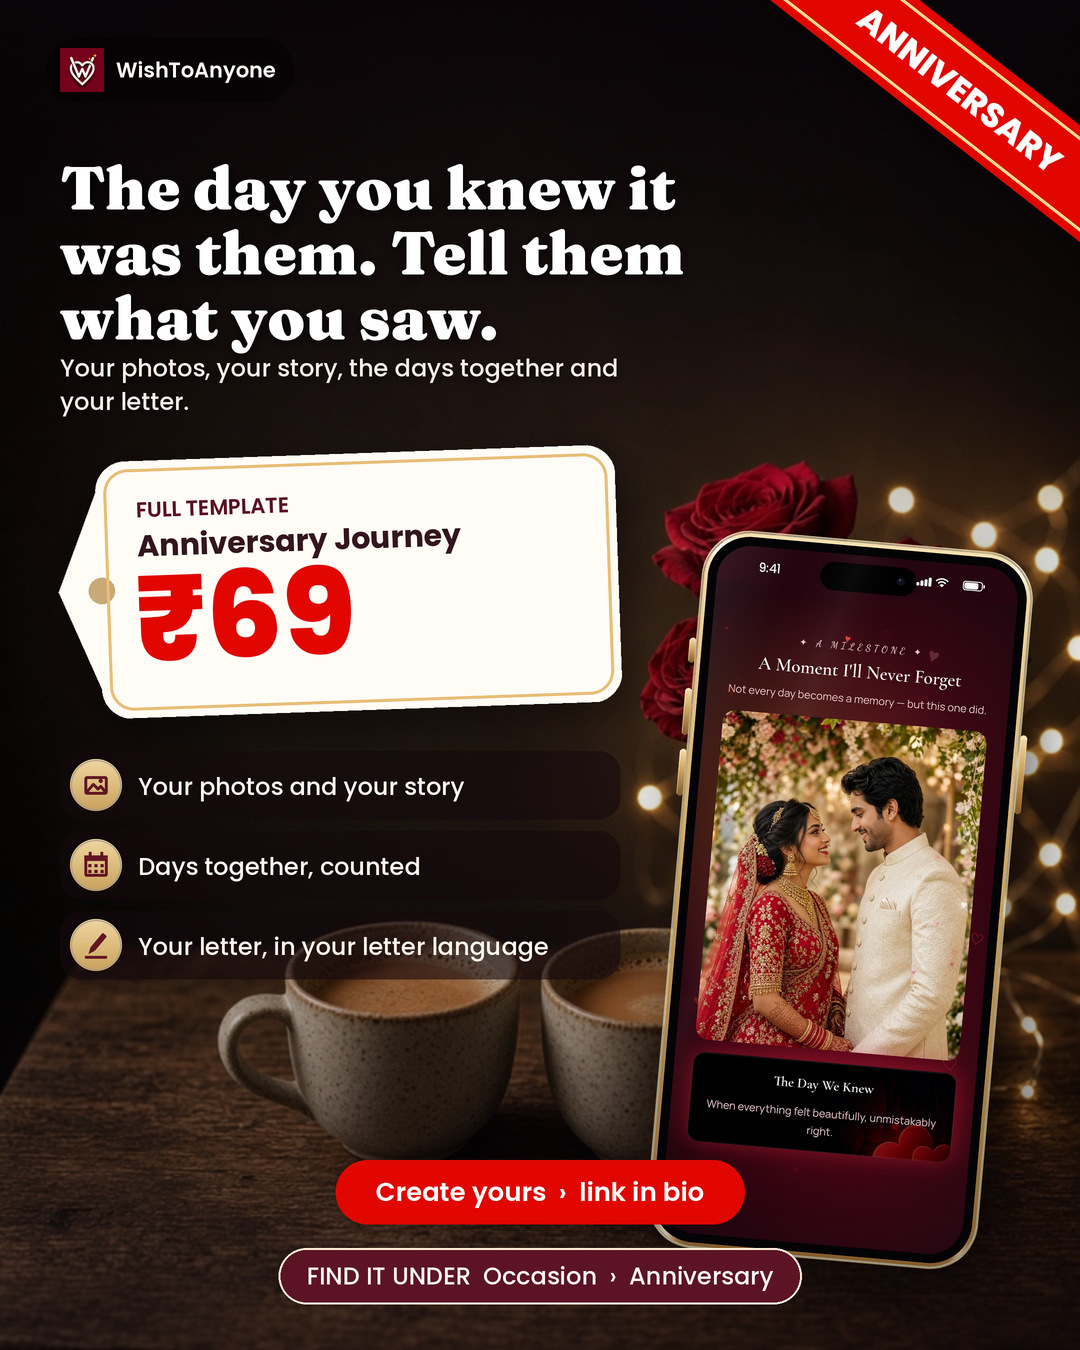 WishToAnyone
ANNIVERSARY
The day you knew it
was them. Tell them
what you saw.
Your photos, your story, the days together and
your letter.
FULL TEMPLATE
Anniversary Journey
₹69
Your photos and your story
Days together, counted
Your letter, in your letter language
9:41
✦ A MILESTONE ✦
A Moment I'll Never Forget
Not every day becomes a memory — but this one did.
The Day We Knew
When everything felt beautifully, unmistakably
right.
Create yours › link in bio
FIND IT UNDER Occasion › Anniversary